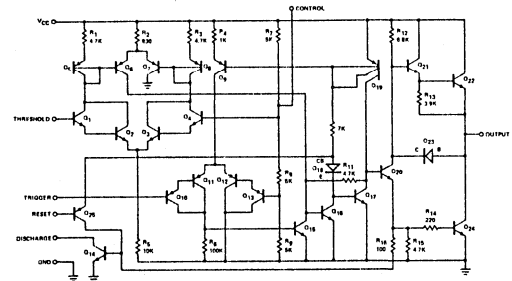 CONTROL
VCC
R1
4.7K
R2
830
R3
4.7K
R4
1K
R7
5K
R12
6.8K
Q5
Q6
Q7
Q8
Q9
Q19
Q21
Q22
R13
3.9K
THRESHOLD
Q1
Q2
Q3
Q4
7K
OUTPUT
CB
Q18
E
R11
4.7K
Q20
Q23
C
B
R8
5K
Q11
Q12
TRIGGER
Q10
Q13
Q17
RESET
Q25
Q15
Q16
R14
220
Q24
DISCHARGE
Q14
R5
10K
R6
100K
R9
5K
R16
100
R15
4.7K
GND